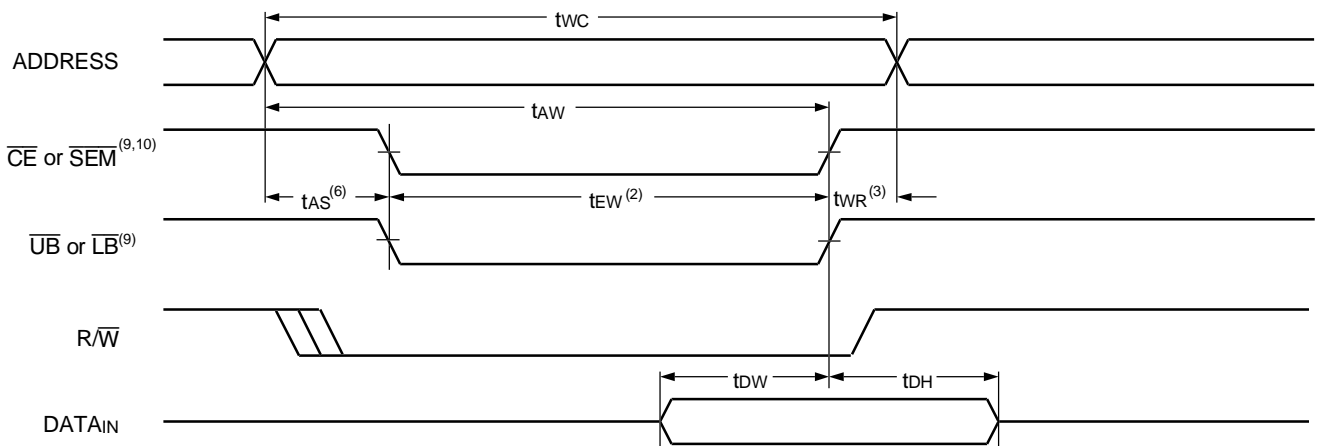 tWC
ADDRESS
tAW
CE or SEM(9,10)
tAS(6) tEW (2) tWR(3)
UB or LB(9)
R/W
tDW tDH
DATAIN